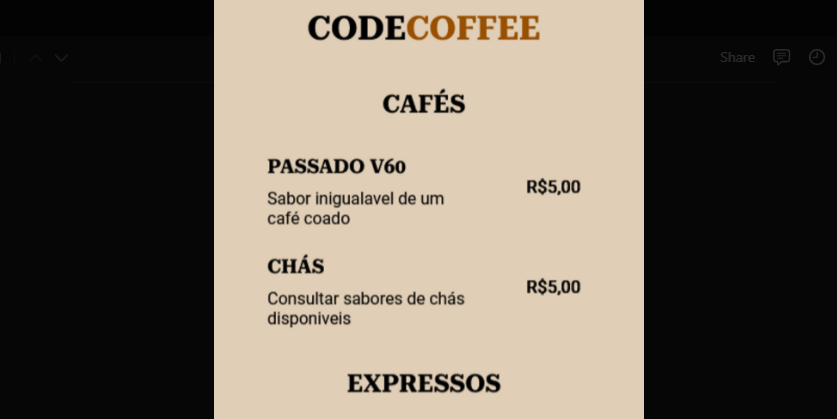 CODECOFFEE
Share
CAFÉS
PASSADO V60
Sabor inigualavel de um
café coado
R$5,00
CHÁS
Consultar sabores de chás
disponiveis
R$5,00
EXPRESSOS